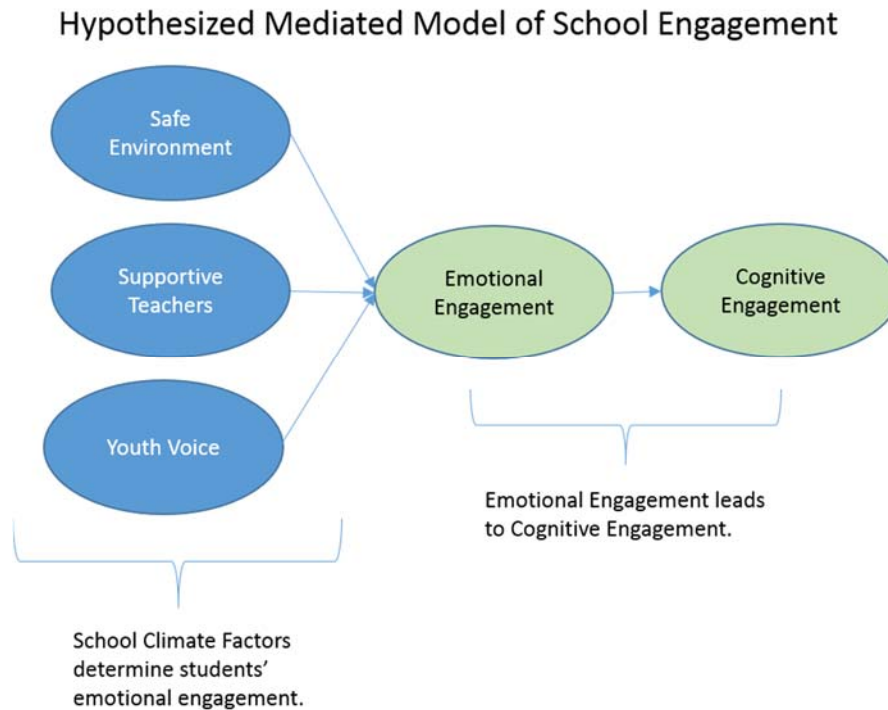 Hypothesized Mediated Model of School Engagement
Safe
Environment
Supportive
Teachers
Youth Voice
Emotional
Engagement
Cognitive
Engagement
Emotional Engagement leads
to Cognitive Engagement.
School Climate Factors
determine students’
emotional engagement.